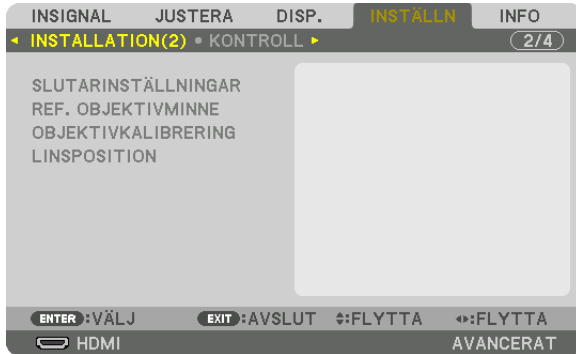 INSIGNAL JUSTERA DISP. INSTÄLLN INFO
INSTALLATION(2) • KONTROLL 2/4
SLUTARINSTÄLLNINGAR
REF. OBJEKTIVMINNE
OBJEKTIVKALIBRERING
LINSPOSITION
ENTER :VÄLJ EXIT :AVSLUT :FLYTTA :FLYTTA
HDMI AVANCERAT